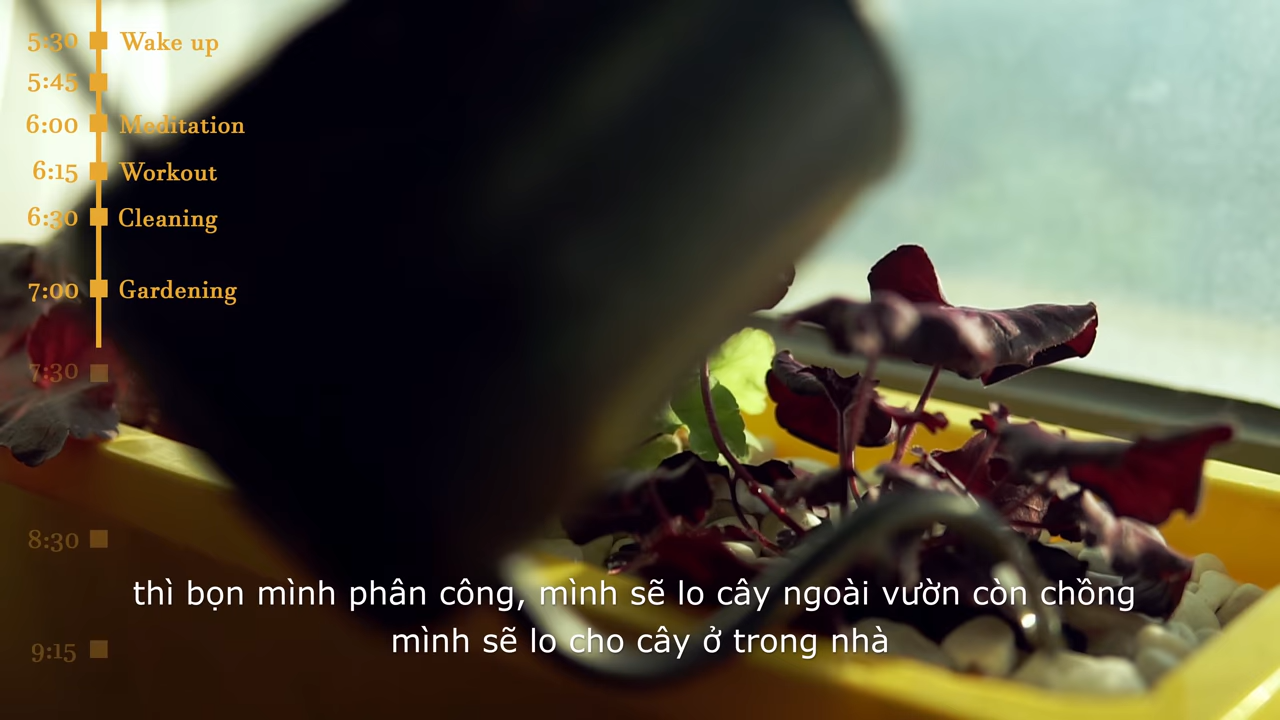 5:30 Wake up
5:45
6:00 Meditation
6:15 Workout
6:30 Cleaning
7:00 Gardening
7:30
8:30
9:15
thì bọn mình phân công, mình sẽ lo cây ngoài vườn còn chồng
mình sẽ lo cho cây ở trong nhà